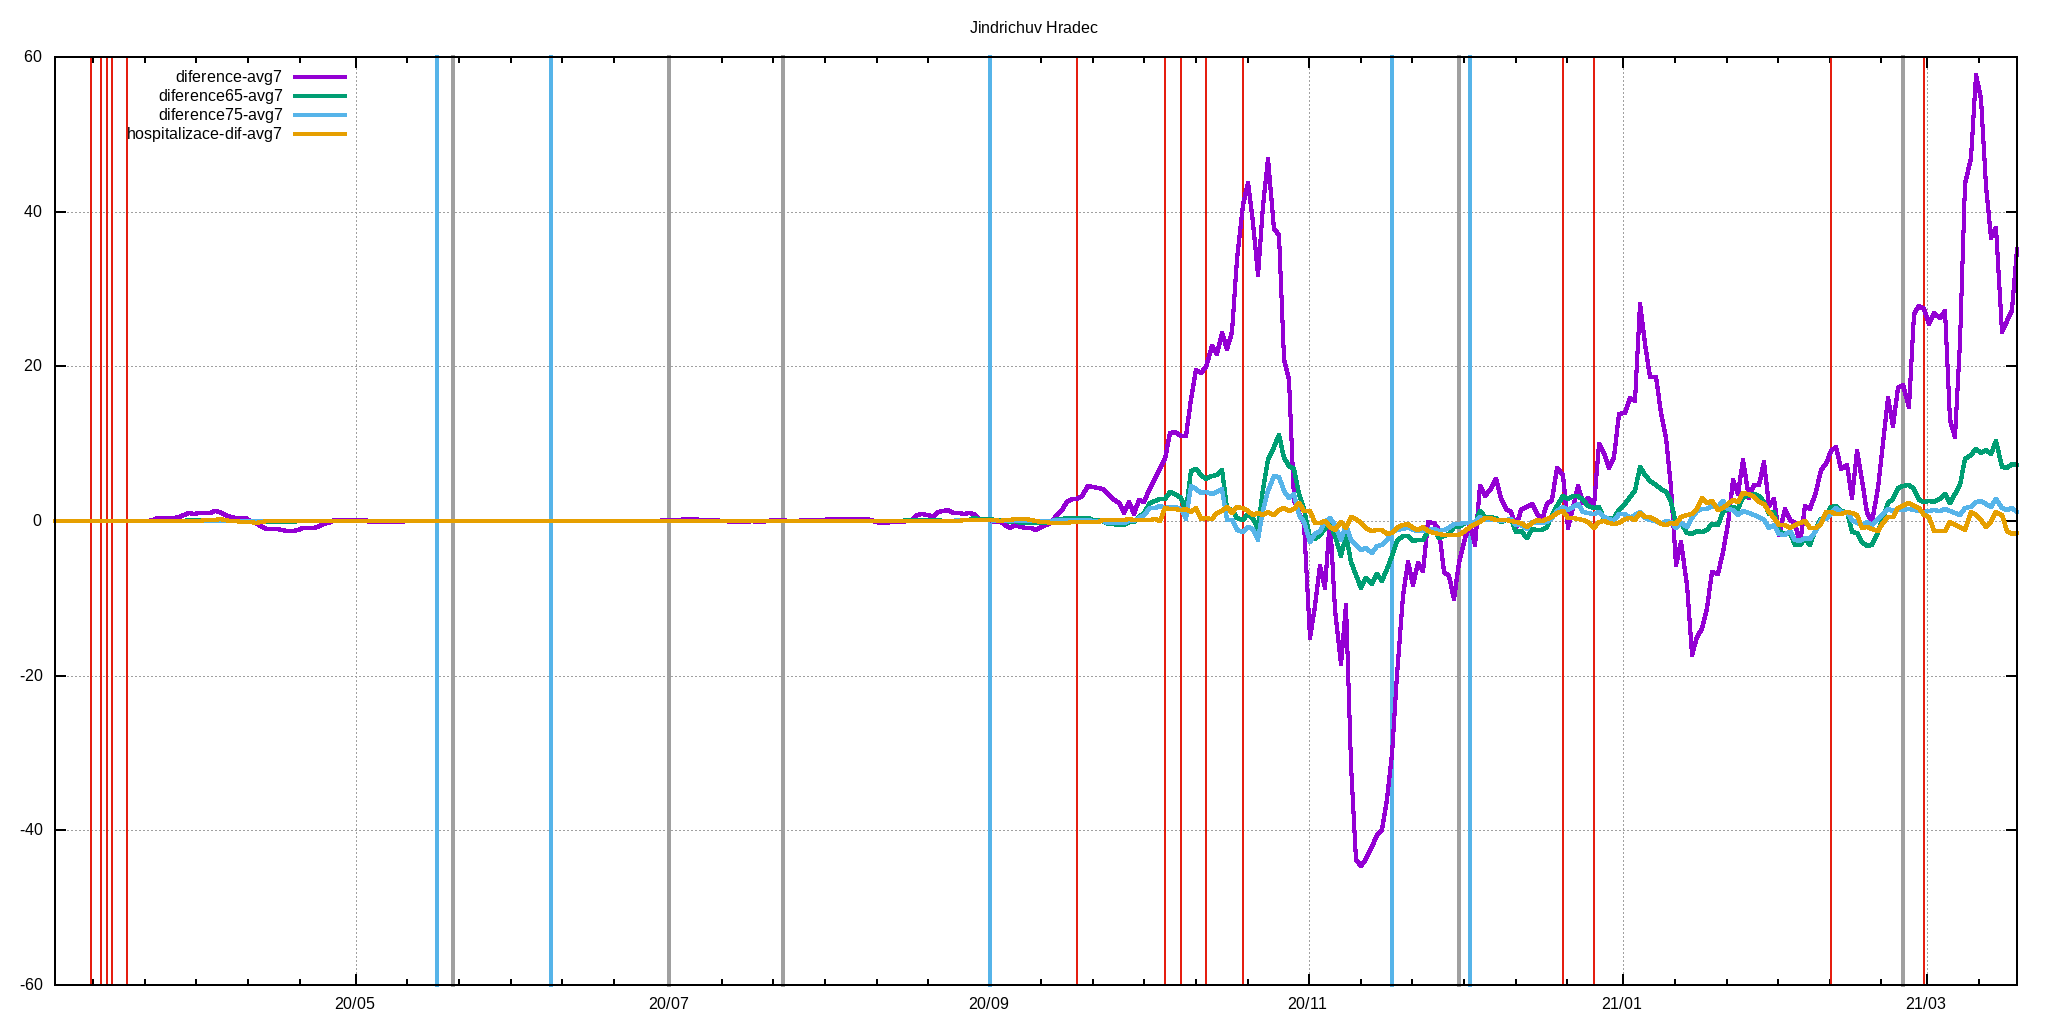 Jindrichuv Hradec
60
diference-avg7
diference65-avg7
diference75-avg7
hospitalizace-dif-avg7
40
20
0
-20
-40
-60
20/05
20/07
20/09
20/11
21/01
21/03